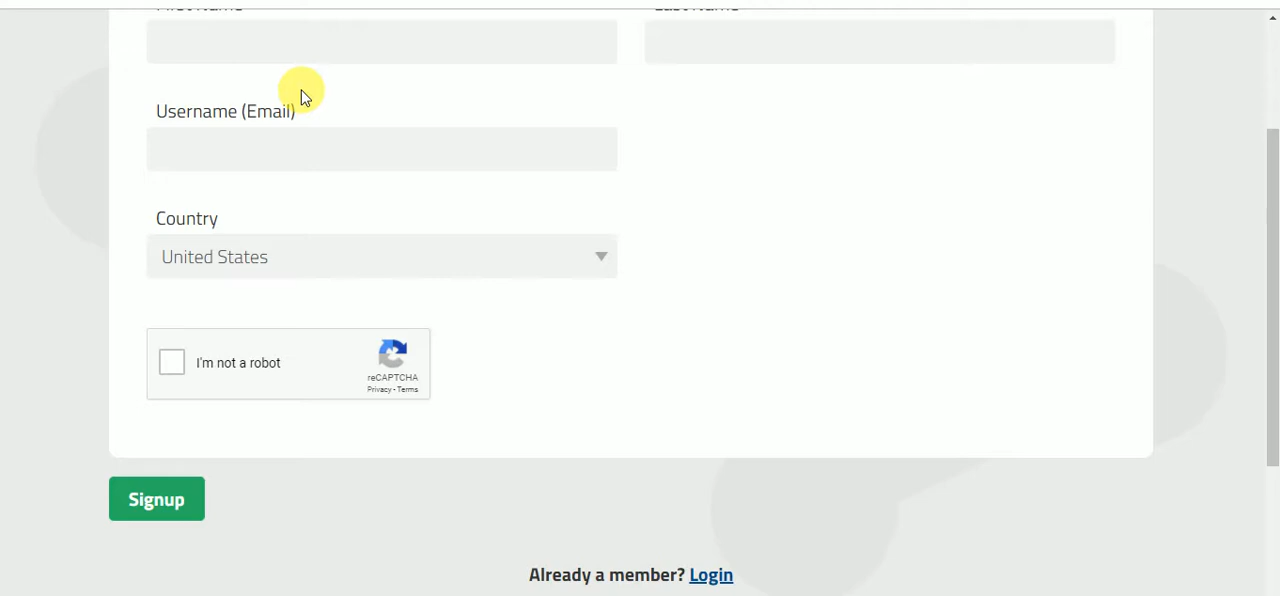 Username (Email)
Country
United States
I'm not a robot
reCAPTCHA
Privacy - Terms
Signup
Already a member? Login